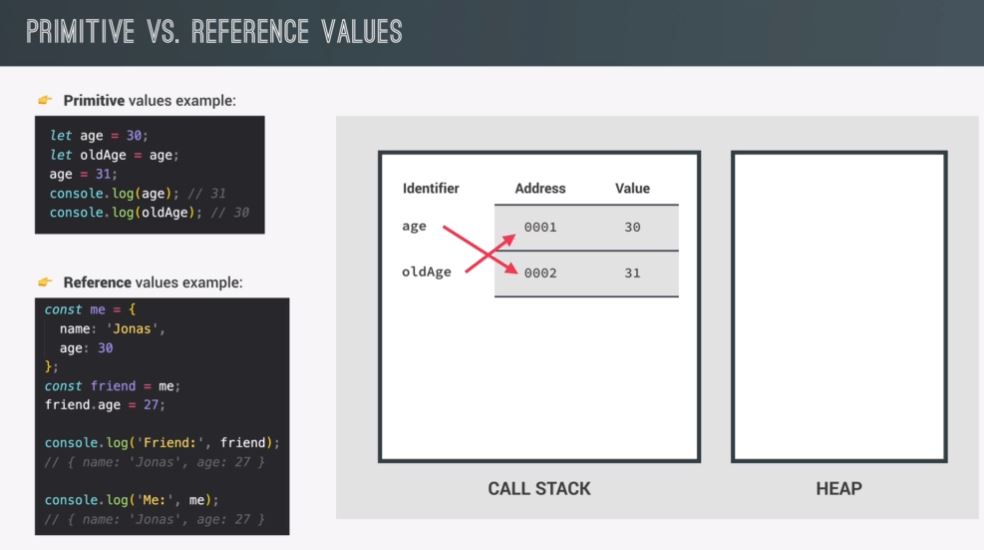 PRIMITIVE VS. REFERENCE VALUES
Primitive values example:
let age = 30;
let oldAge = age;
age = 31;
console.log(age); // 31
console.log(oldAge); // 30
Reference values example:
const me = {
name: 'Jonas',
age: 30
};
const friend = me;
friend.age = 27;
console.log('Friend:', friend);
// { name: 'Jonas', age: 27 }
console.log('Me:', me);
// { name: 'Jonas', age: 27 }
Identifier Address Value
age 0001 30
oldAge 0002 31
CALL STACK
HEAP